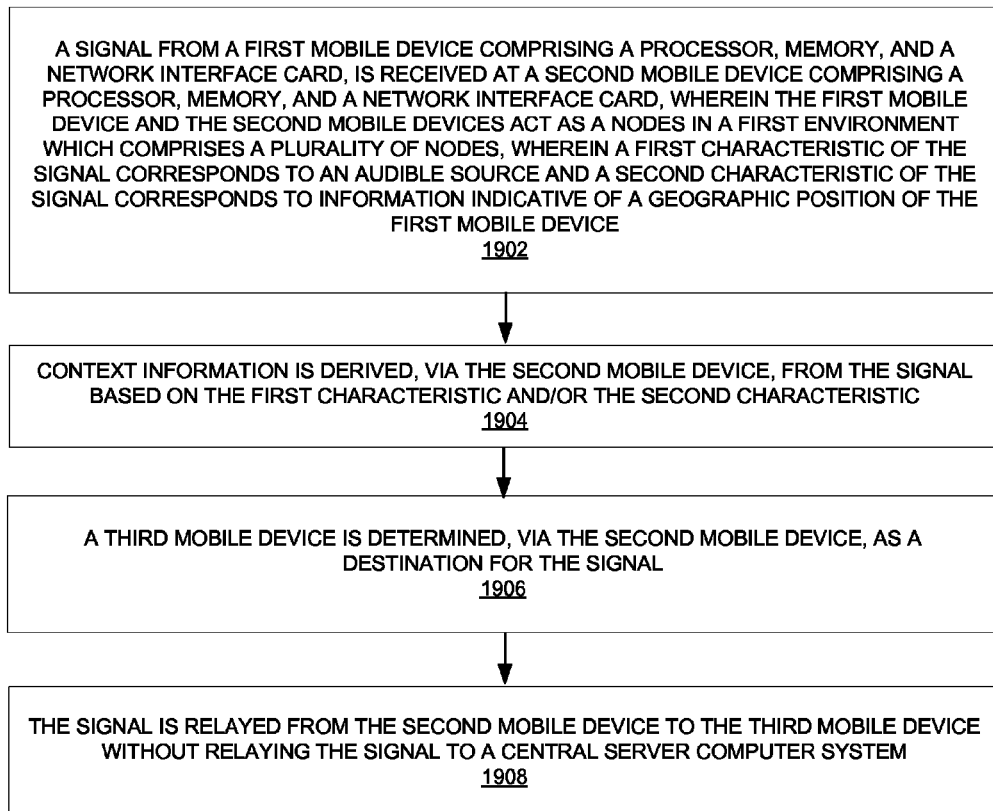 A SIGNAL FROM A FIRST MOBILE DEVICE COMPRISING A PROCESSOR, MEMORY, AND A
NETWORK INTERFACE CARD, IS RECEIVED AT A SECOND MOBILE DEVICE COMPRISING A
PROCESSOR, MEMORY, AND A NETWORK INTERFACE CARD, WHEREIN THE FIRST MOBILE
DEVICE AND THE SECOND MOBILE DEVICES ACT AS A NODES IN A FIRST ENVIRONMENT
WHICH COMPRISES A PLURALITY OF NODES, WHEREIN A FIRST CHARACTERISTIC OF THE
SIGNAL CORRESPONDS TO AN AUDIBLE SOURCE AND A SECOND CHARACTERISTIC OF THE
SIGNAL CORRESPONDS TO INFORMATION INDICATIVE OF A GEOGRAPHIC POSITION OF THE
FIRST MOBILE DEVICE
1902
CONTEXT INFORMATION IS DERIVED, VIA THE SECOND MOBILE DEVICE, FROM THE SIGNAL
BASED ON THE FIRST CHARACTERISTIC AND/OR THE SECOND CHARACTERISTIC
1904
A THIRD MOBILE DEVICE IS DETERMINED, VIA THE SECOND MOBILE DEVICE, AS A
DESTINATION FOR THE SIGNAL
1906
THE SIGNAL IS RELAYED FROM THE SECOND MOBILE DEVICE TO THE THIRD MOBILE DEVICE
WITHOUT RELAYING THE SIGNAL TO A CENTRAL SERVER COMPUTER SYSTEM
1908